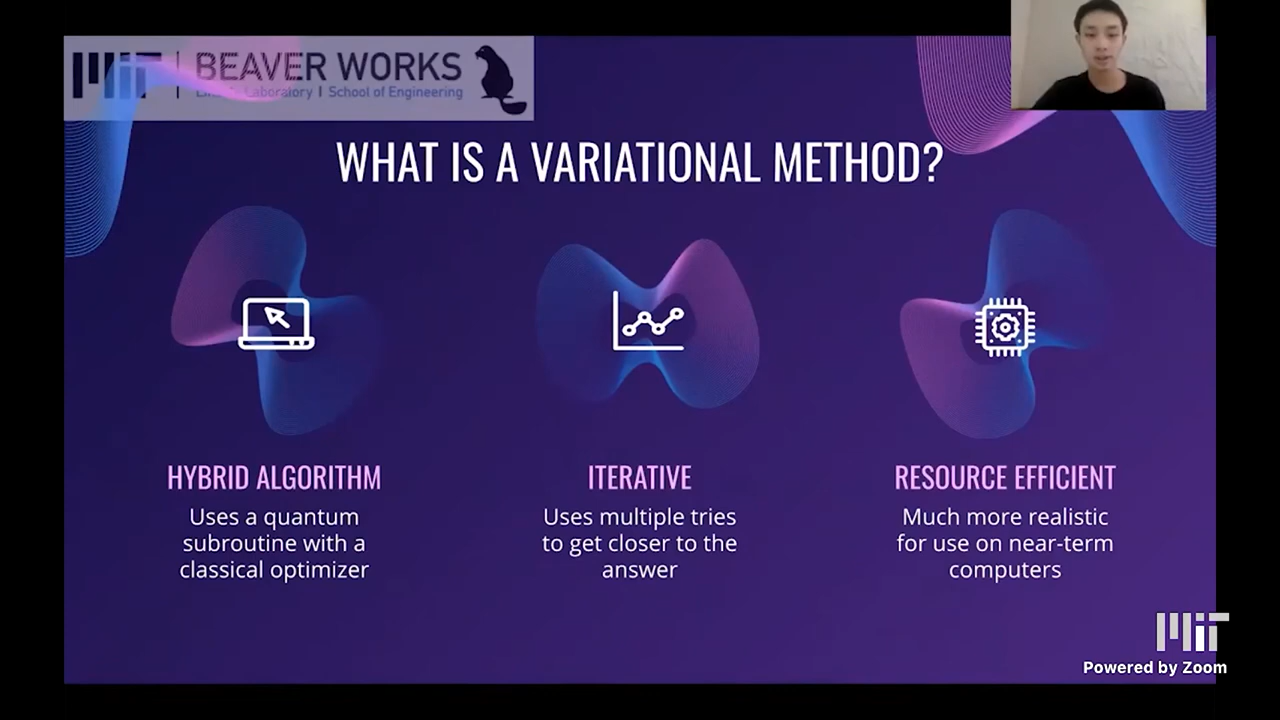 MIT BEAVER WORKS
Lincoln Laboratory | School of Engineering
WHAT IS A VARIATIONAL METHOD?
HYBRID ALGORITHM
Uses a quantum
subroutine with a
classical optimizer
ITERATIVE
Uses multiple tries
to get closer to the
answer
RESOURCE EFFICIENT
Much more realistic
for use on near-term
computers
MIT
Powered by Zoom